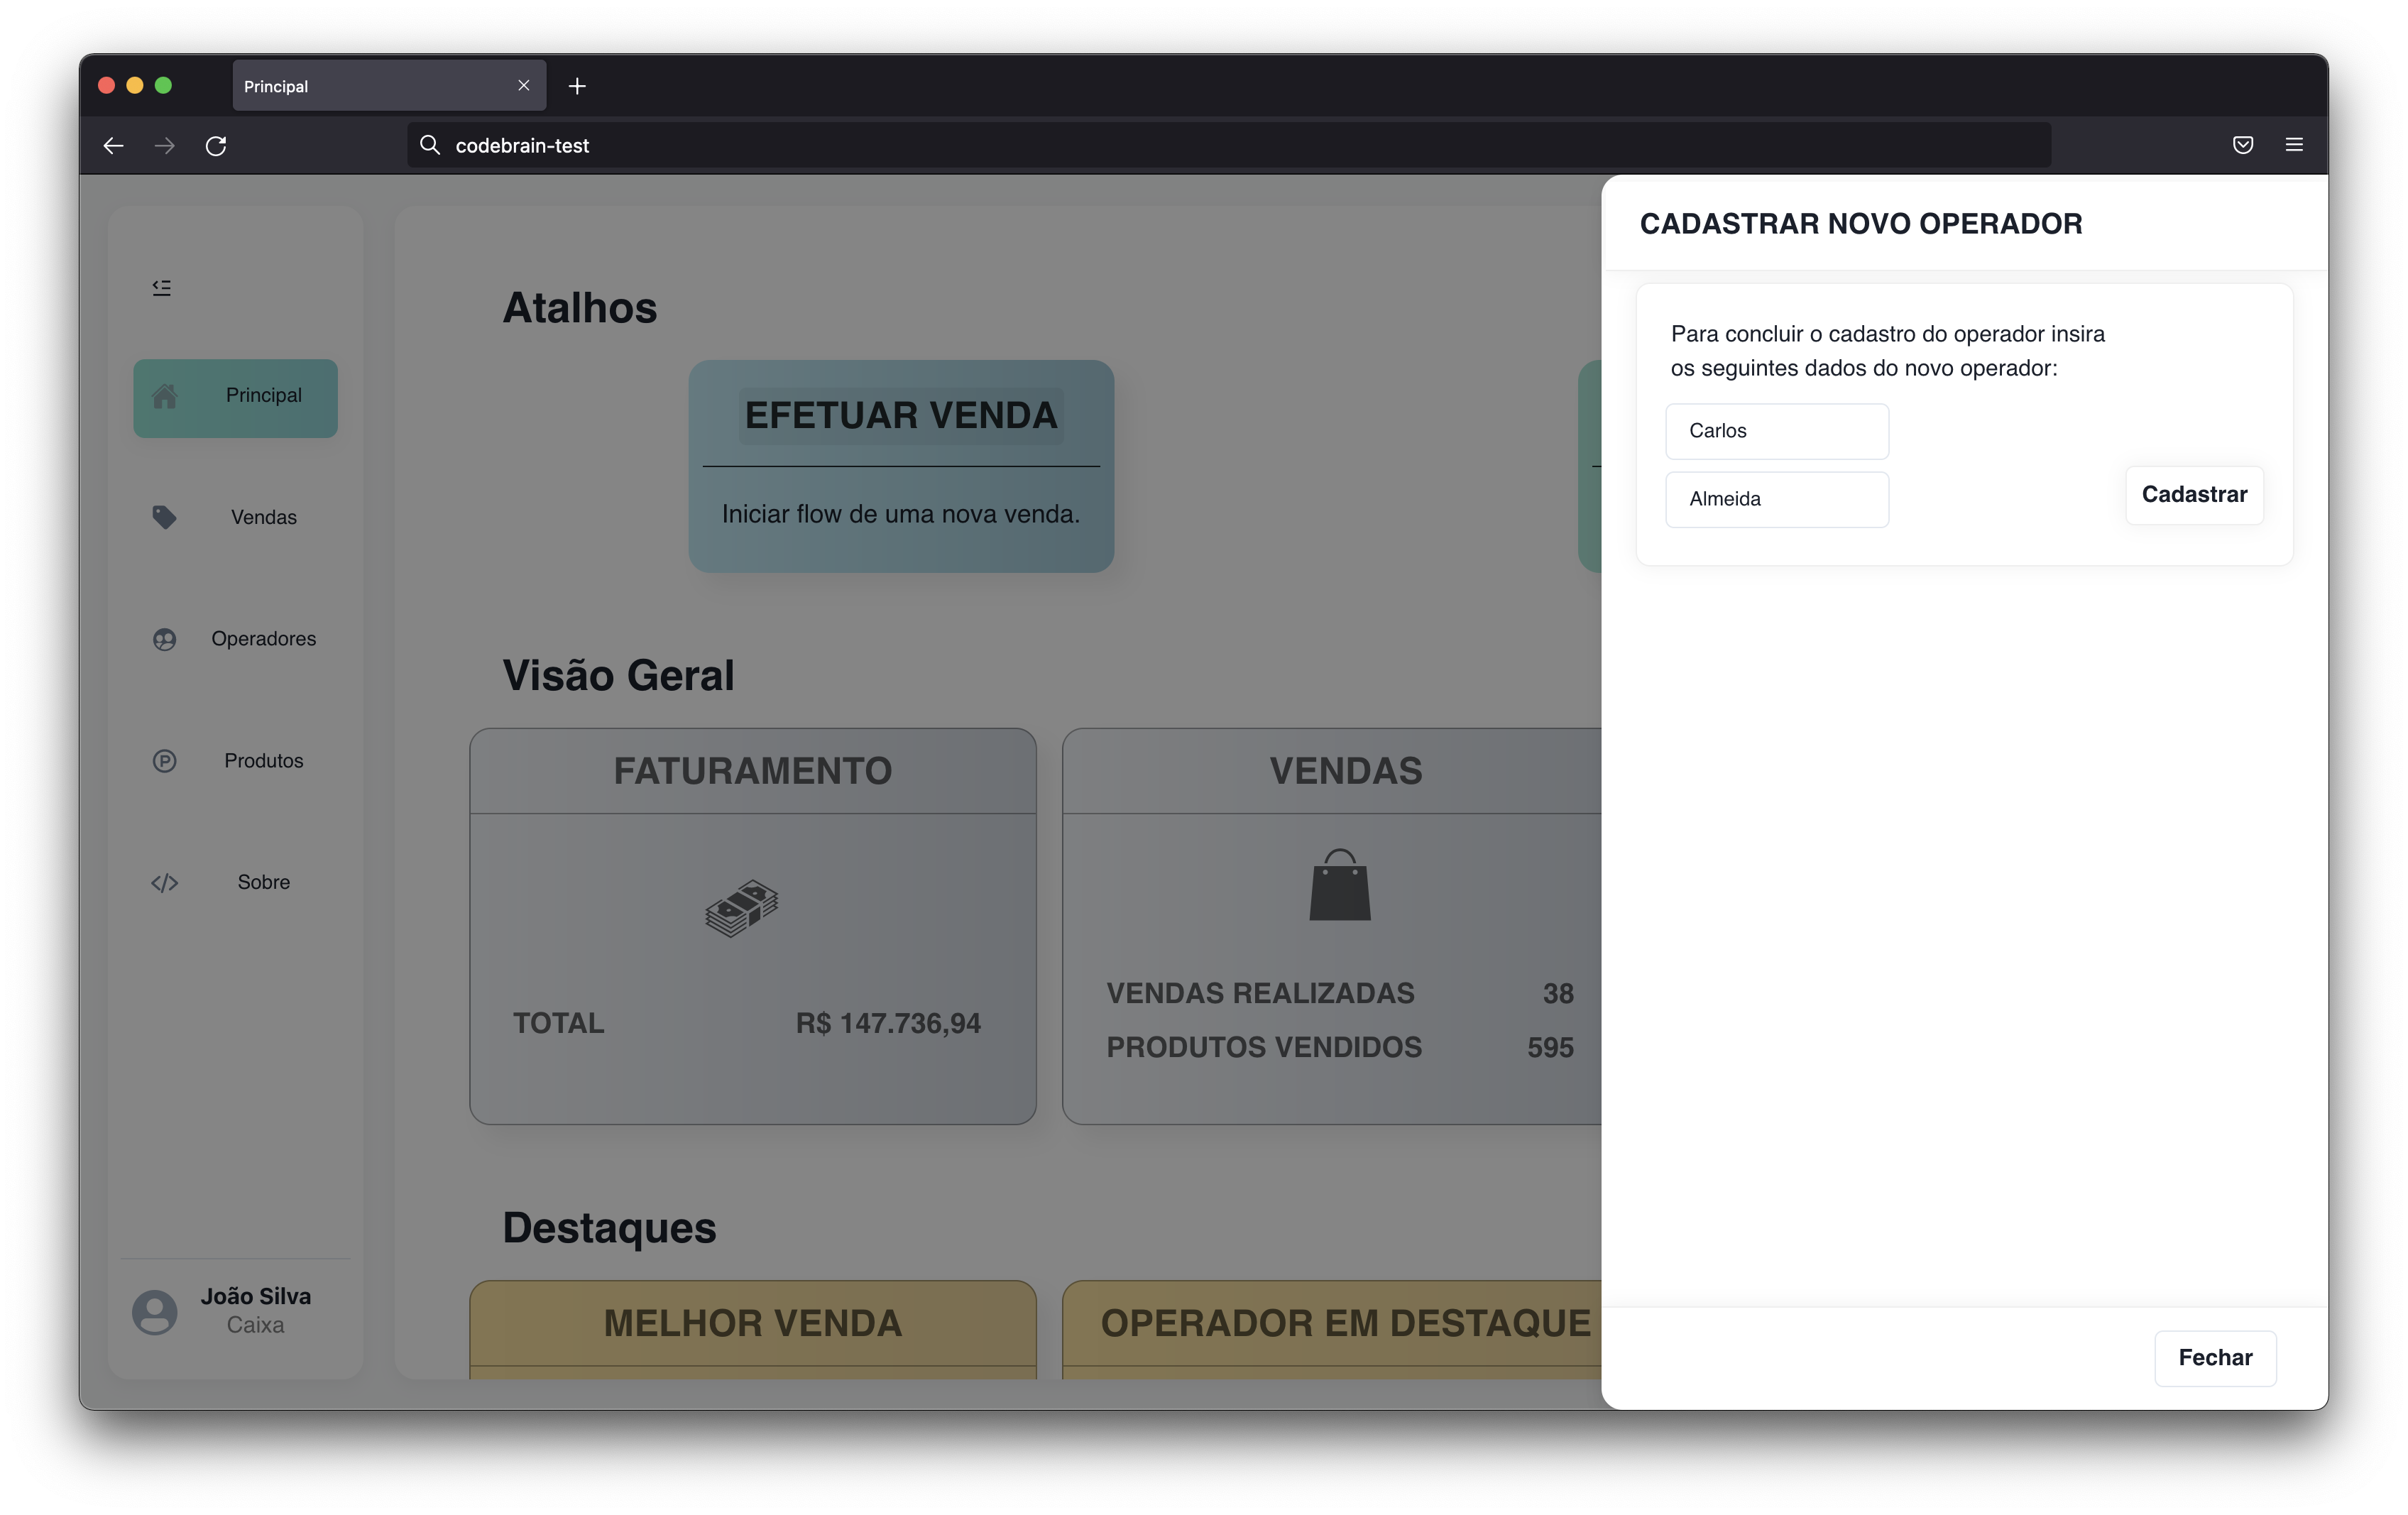 Principal
codebrain-test
Principal
Vendas
Operadores
Produtos
Sobre
João Silva
Caixa
Atalhos
EFETUAR VENDA
Iniciar flow de uma nova venda.
Visão Geral
FATURAMENTO
TOTAL R$ 147.736,94
VENDAS
VENDAS REALIZADAS 38
PRODUTOS VENDIDOS 595
Destaques
MELHOR VENDA
OPERADOR EM DESTAQUE
CADASTRAR NOVO OPERADOR
Para concluir o cadastro do operador insira
os seguintes dados do novo operador:
Carlos
Almeida
Cadastrar
Fechar